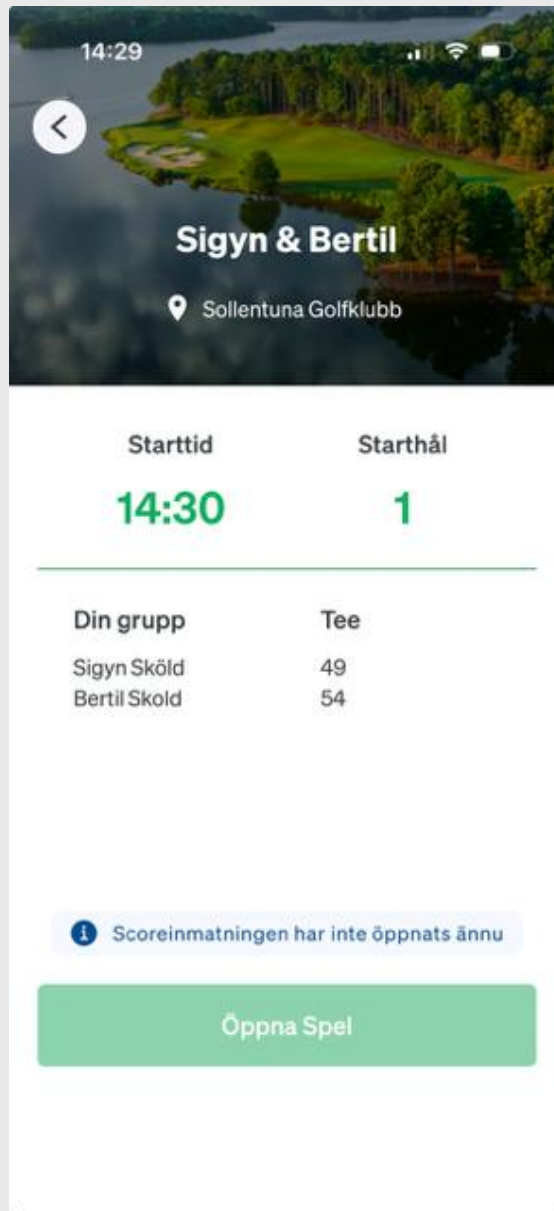 14:29
Sigyn & Bertil
Sollentuna Golfklubb
Starttid Starthål
14:30 1
Din grupp Tee
Sigyn Sköld 49
Bertil Skold 54
Scoreinmatningen har inte öppnats ännu
Öppna Spel